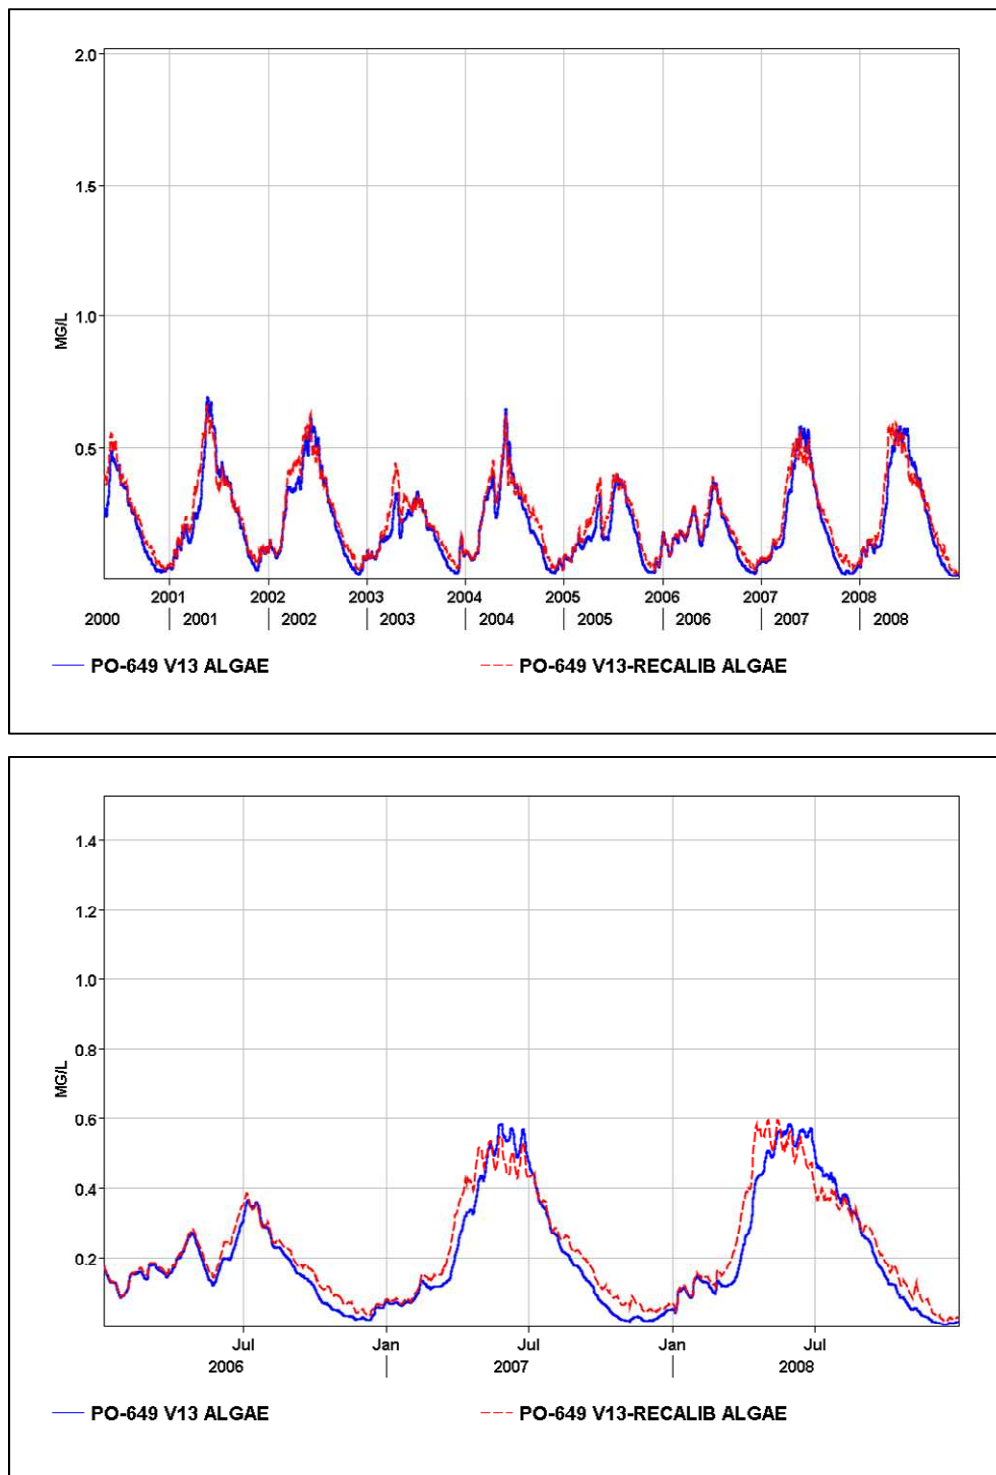 2.0
1.5
1.0
0.5
MG/L
2001 2002 2003 2004 2005 2006 2007 2008
2000 2001 2002 2003 2004 2005 2006 2007 2008
PO-649 V13 ALGAE PO-649 V13-RECALIB ALGAE
1.4
1.2
1.0
0.8
0.6
0.4
0.2
MG/L
Jul Jan Jul Jan Jul
2006 2007 2008
PO-649 V13 ALGAE PO-649 V13-RECALIB ALGAE